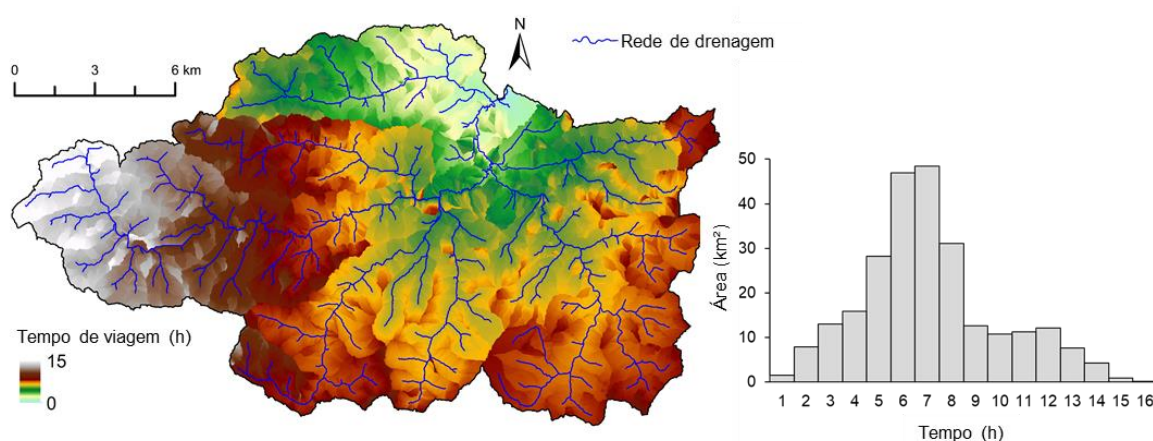 N
Rede de drenagem
0 3 6 km
Tempo de viagem (h)
15
0
Área (km²)
50
40
30
20
10
0
1 2 3 4 5 6 7 8 9 10 11 12 13 14 15 16
Tempo (h)